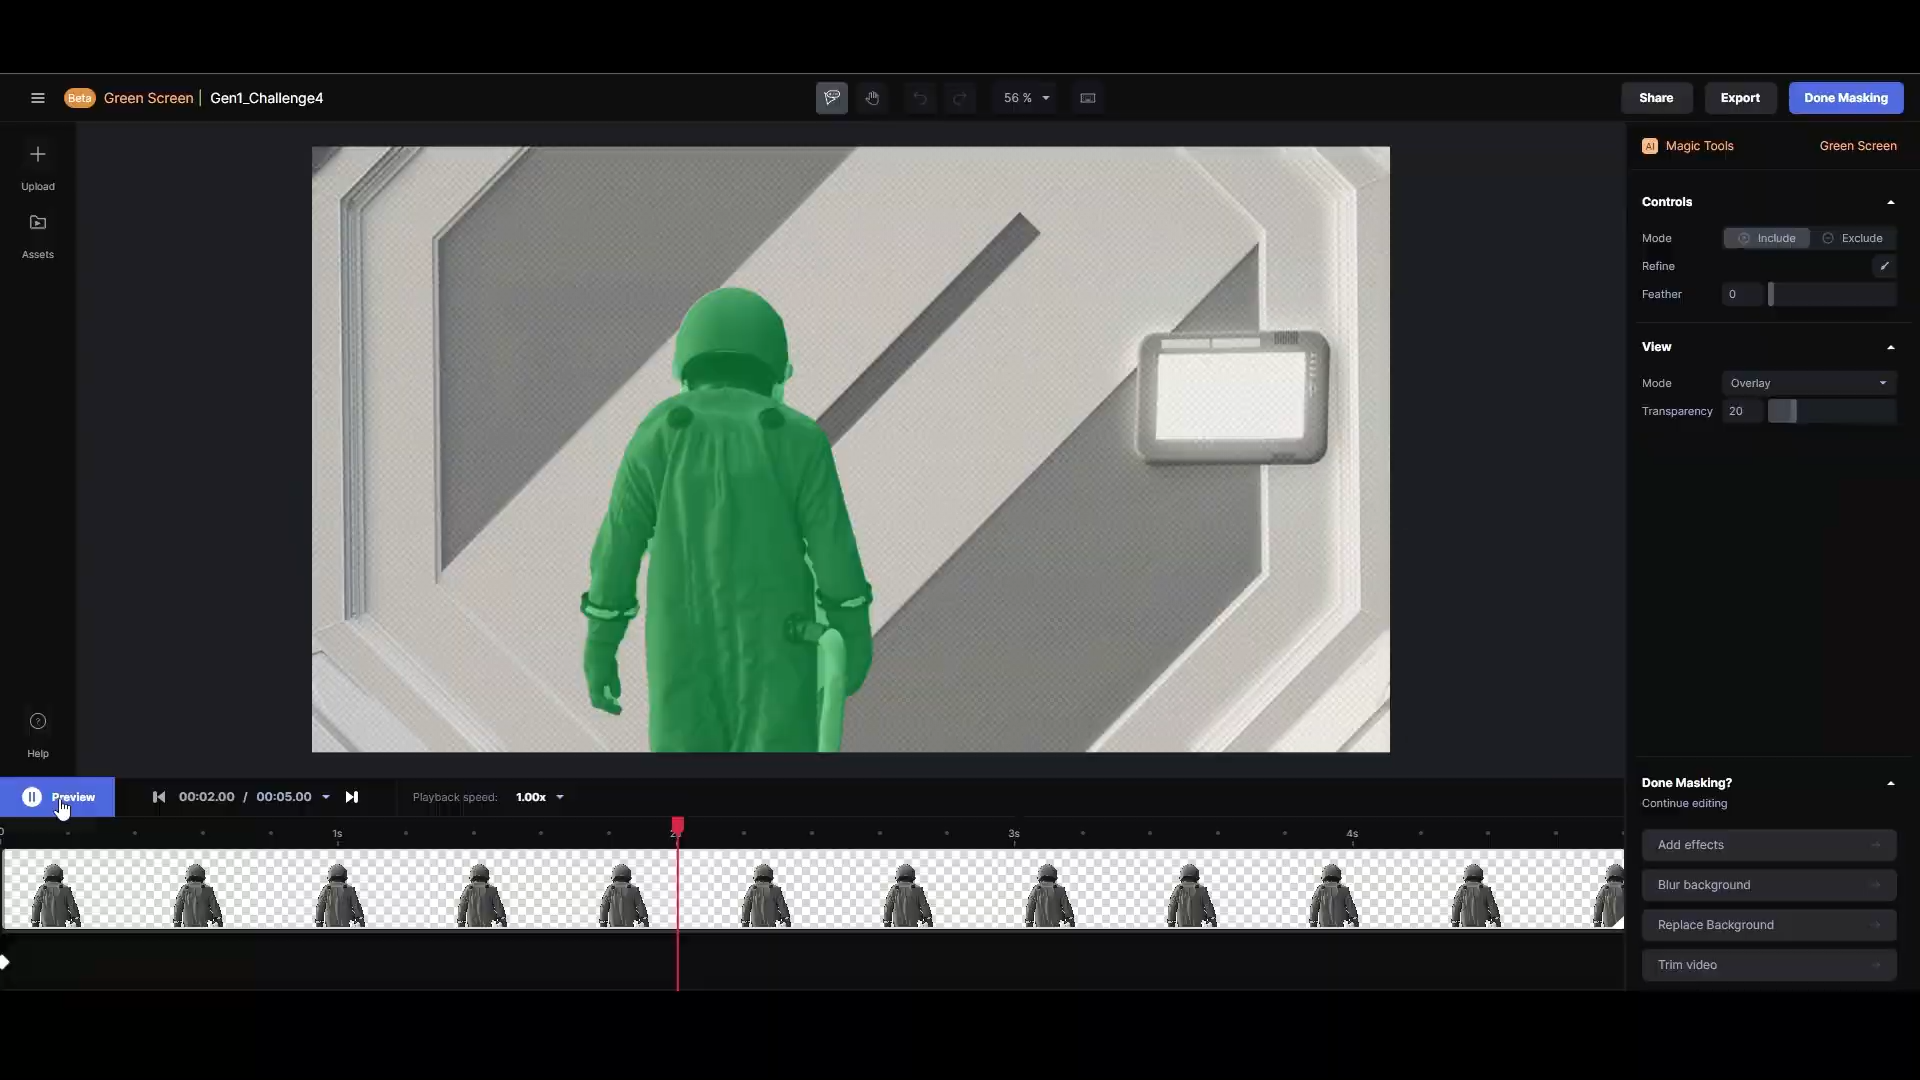 Beta Green Screen | Gen1_Challenge4
56 %
Share
Export
Done Masking
Upload
Assets
Help
AI Magic Tools
Green Screen
Controls
Mode
Include
Exclude
Refine
Feather
0
View
Mode
Overlay
Transparency
20
Preview
00:02.00 / 00:05.00
Playback speed:
1.00x
1s
3s
4s
Done Masking?
Continue editing
Add effects
Blur background
Replace Background
Trim video